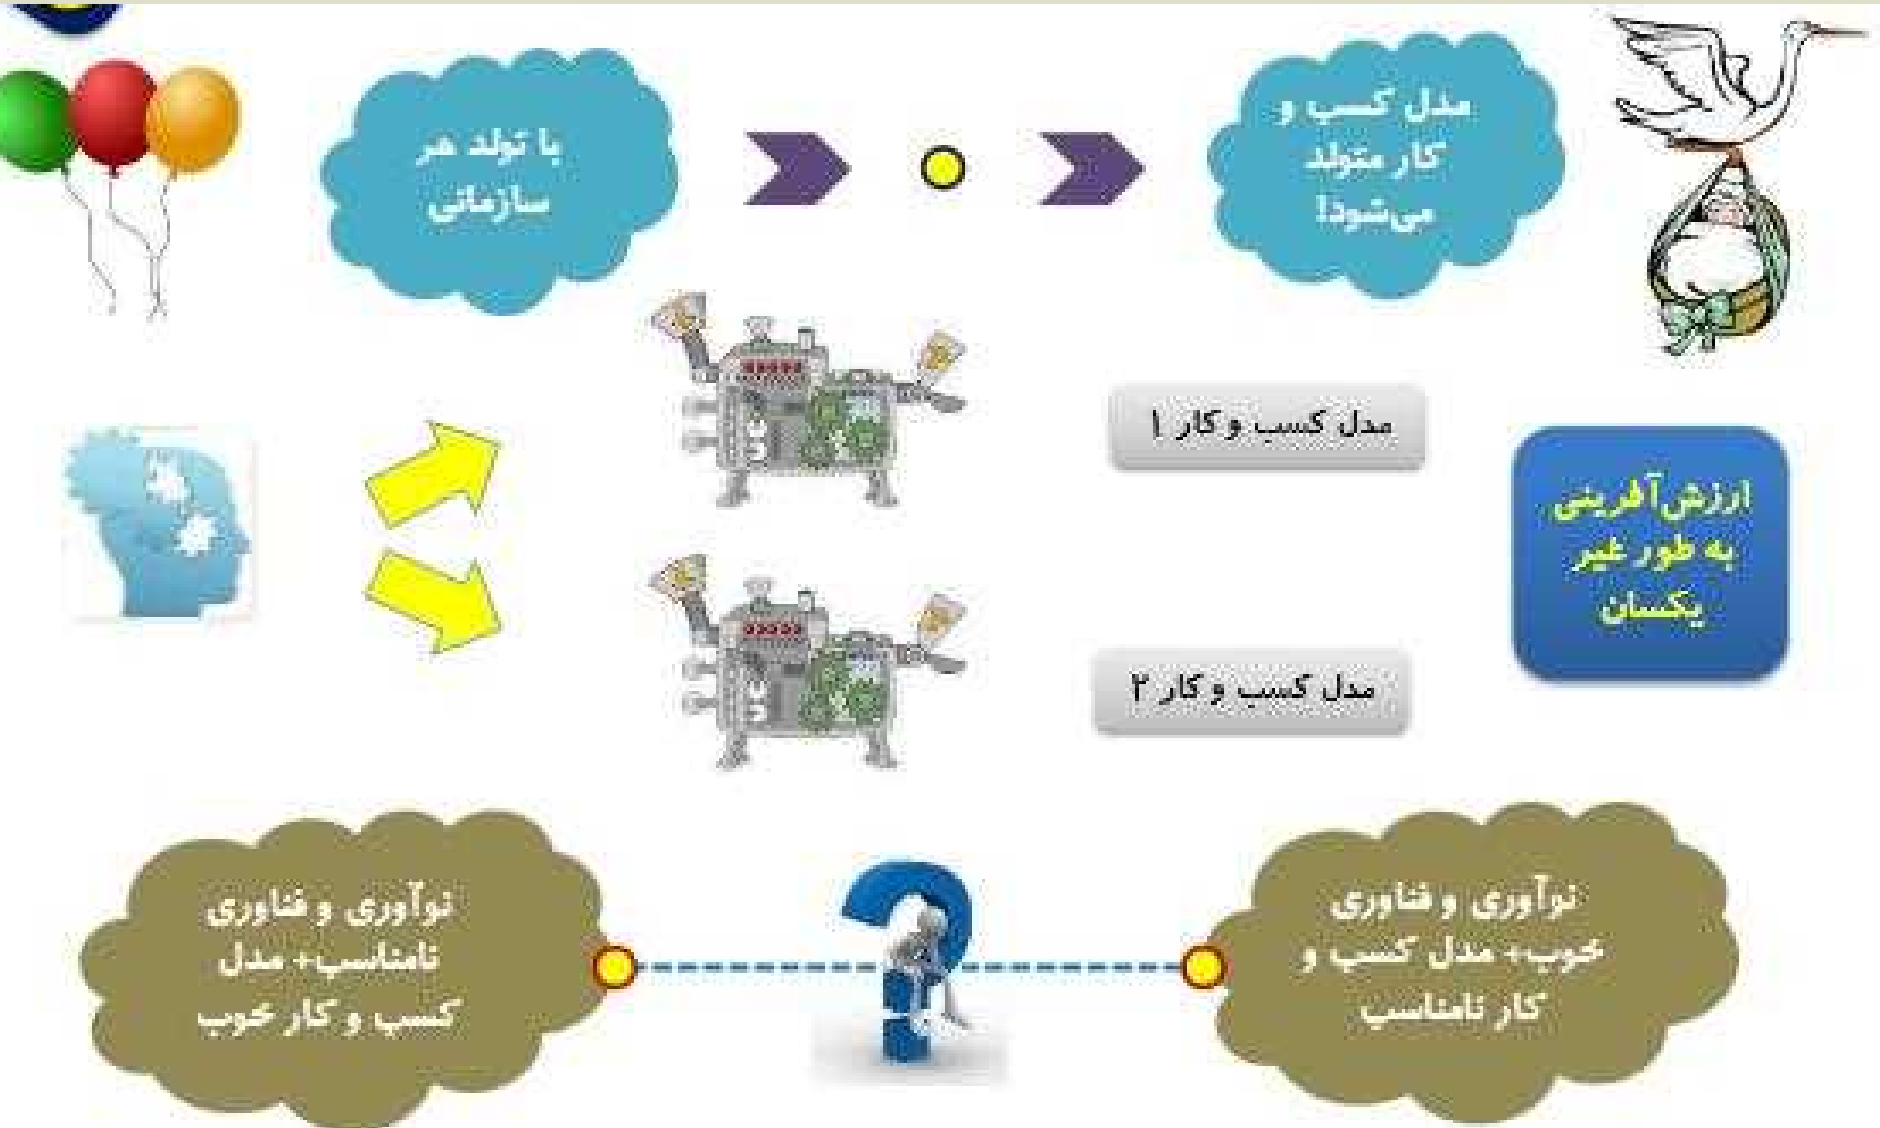 با تولد هر
سازمانی
مدل کسب و
کار متولد
می‌شود!
مدل کسب و کار ۱
ارزش‌آفرینی
به طور غیر
یکسان
مدل کسب و کار ۲
نوآوری و فناوری
خوب+ مدل کسب و
کار نامناسب
نوآوری و فناوری
نامناسب+ مدل
کسب و کار خوب